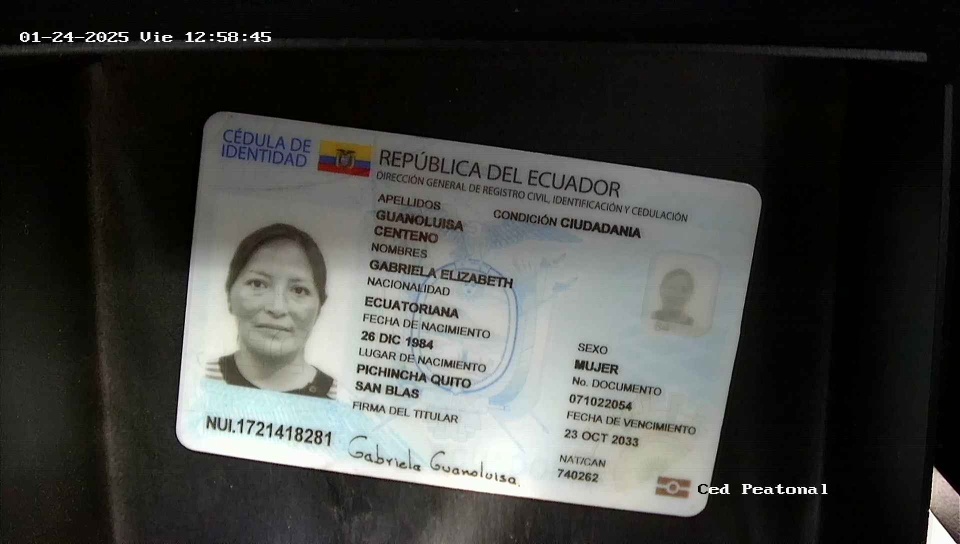 01-24-2025 Vie 12:58:45
CÉDULA DE
IDENTIDAD
REPÚBLICA DEL ECUADOR
DIRECCIÓN GENERAL DE REGISTRO CIVIL, IDENTIFICACIÓN Y CEDULACIÓN
APELLIDOS
GUANOLUISA
CENTENO
CONDICIÓN CIUDADANIA
NOMBRES
GABRIELA ELIZABETH
NACIONALIDAD
ECUATORIANA
FECHA DE NACIMIENTO
26 DIC 1984
LUGAR DE NACIMIENTO
PICHINCHA QUITO
SAN BLAS
FIRMA DEL TITULAR
SEXO
MUJER
No. DOCUMENTO
071022054
FECHA DE VENCIMIENTO
23 OCT 2033
NAT/CAN
740262
NUI.1721418281
Gabriela Guanoluisa.
Ced Peatonal